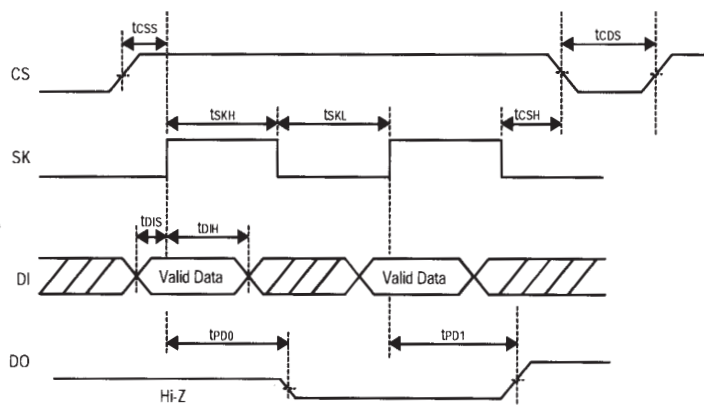 tCSS
tCDS
CS
tSKH
tSKL
tCSH
SK
tDIS
tDIH
DI
Valid Data
Valid Data
tPD0
tPD1
DO
Hi-Z